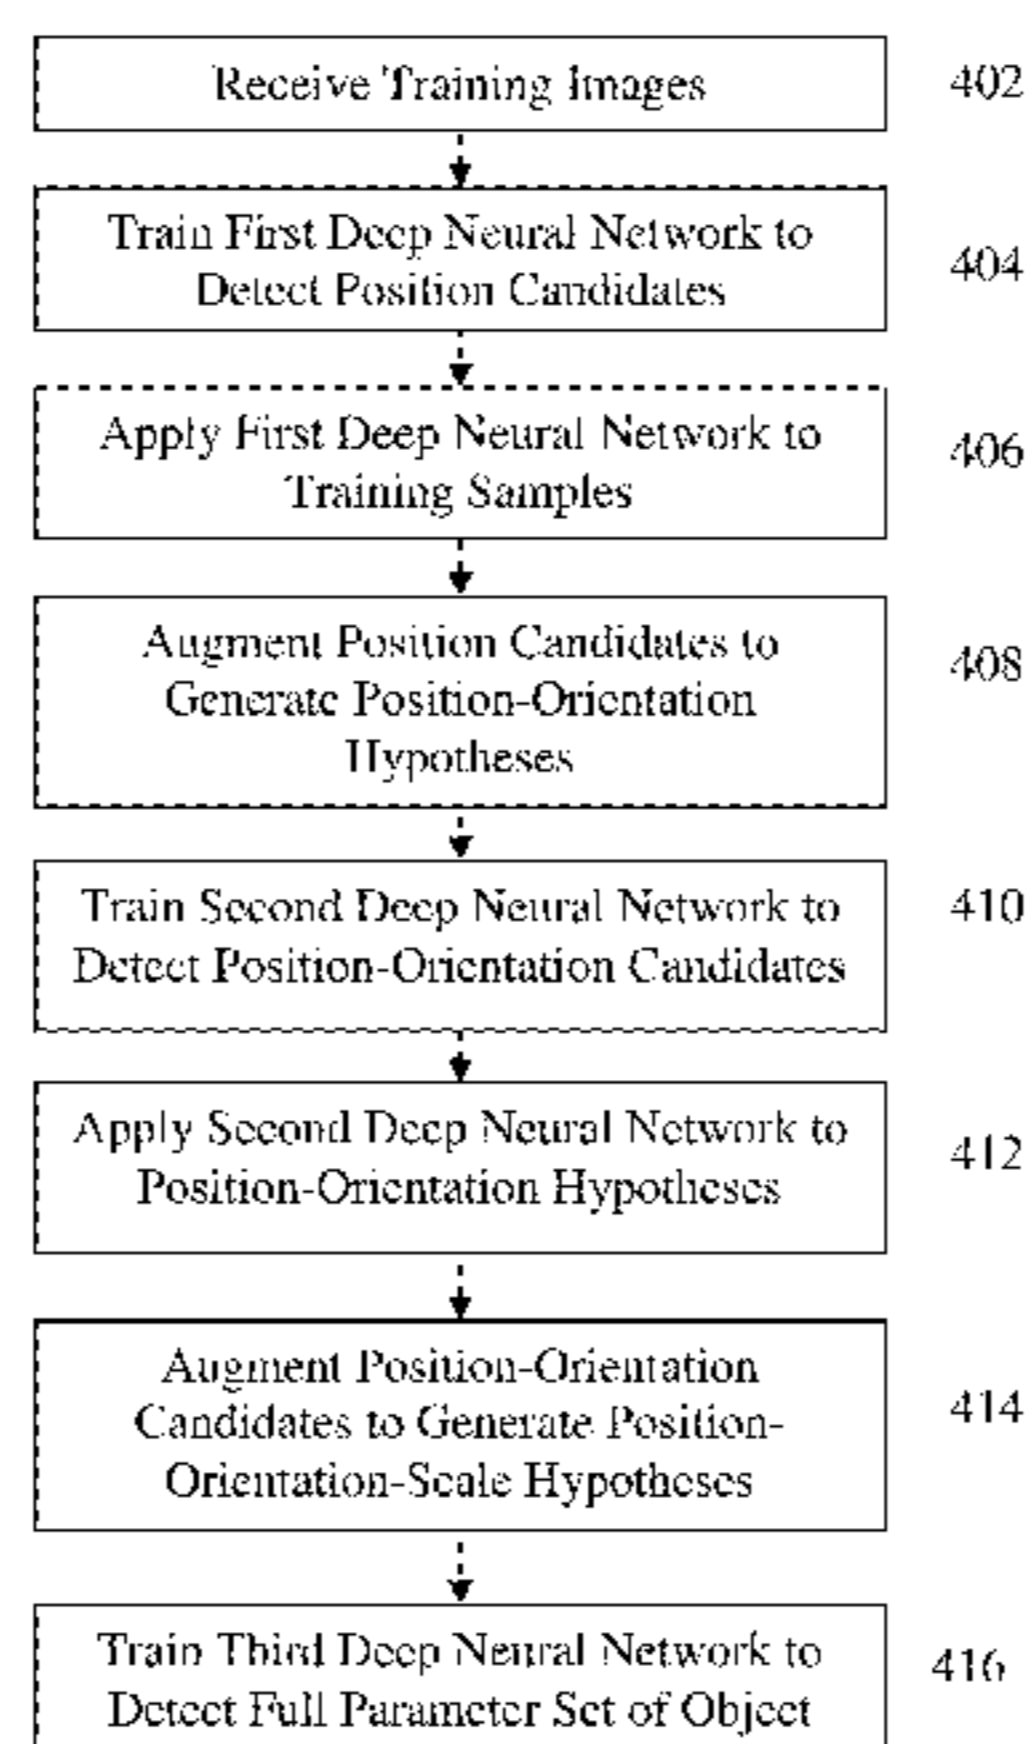 Receive Training Images
402
Train First Deep Neural Network to
Detect Position Candidates
404
Apply First Deep Neural Network to
Training Samples
406
Augment Position Candidates to
Generate Position-Orientation
Hypotheses
408
Train Second Deep Neural Network to
Detect Position-Orientation Candidates
410
Apply Second Deep Neural Network to
Position-Orientation Hypotheses
412
Augment Position-Orientation
Candidates to Generate Position-
Orientation-Scale Hypotheses
414
Train Third Deep Neural Network to
Detect Full Parameter Set of Object
416